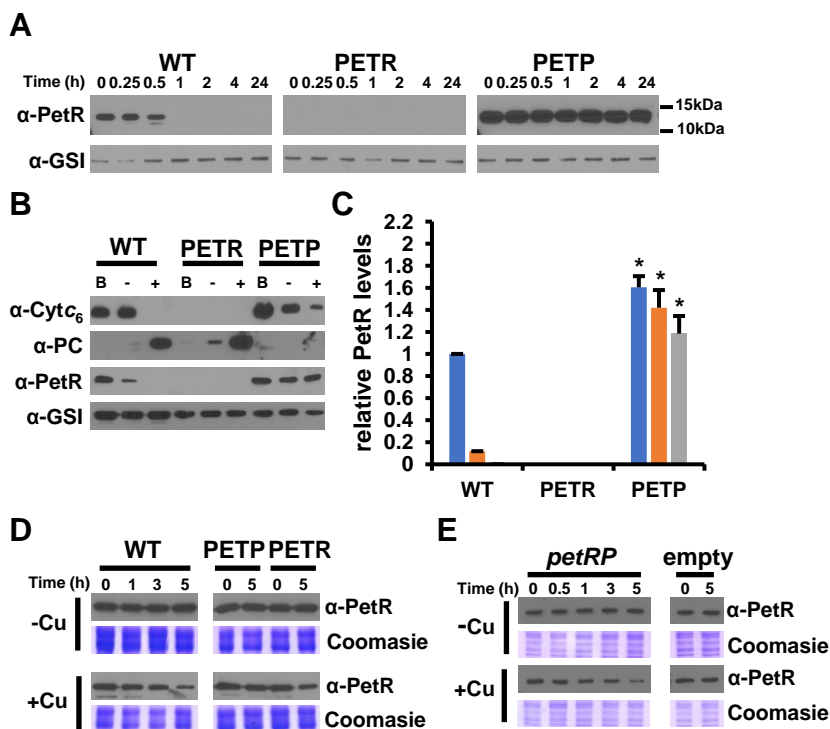 A
WT PETR PETP
Time (h) 0 0.25 0.5 1 2 4 24 0 0.25 0.5 1 2 4 24 0 0.25 0.5 1 2 4 24
α-PetR 15kDa
10kDa
α-GSI
B
WT PETR PETP
B - + B - + B - +
α-Cytc6
α-PC
α-PetR
α-GSI
C
relative PetR levels
2.2
2
1.8
1.6
1.4
1.2
1
0.8
0.6
0.4
0.2
0
* * *
WT PETR PETP
D
WT PETP PETR
Time (h) 0 1 3 5 0 5 0 5
-Cu
α-PetR
Coomasie
+Cu
α-PetR
Coomasie
E
petRP empty
Time (h) 0 0.5 1 3 5 0 5
-Cu
α-PetR
Coomasie
+Cu
α-PetR
Coomasie